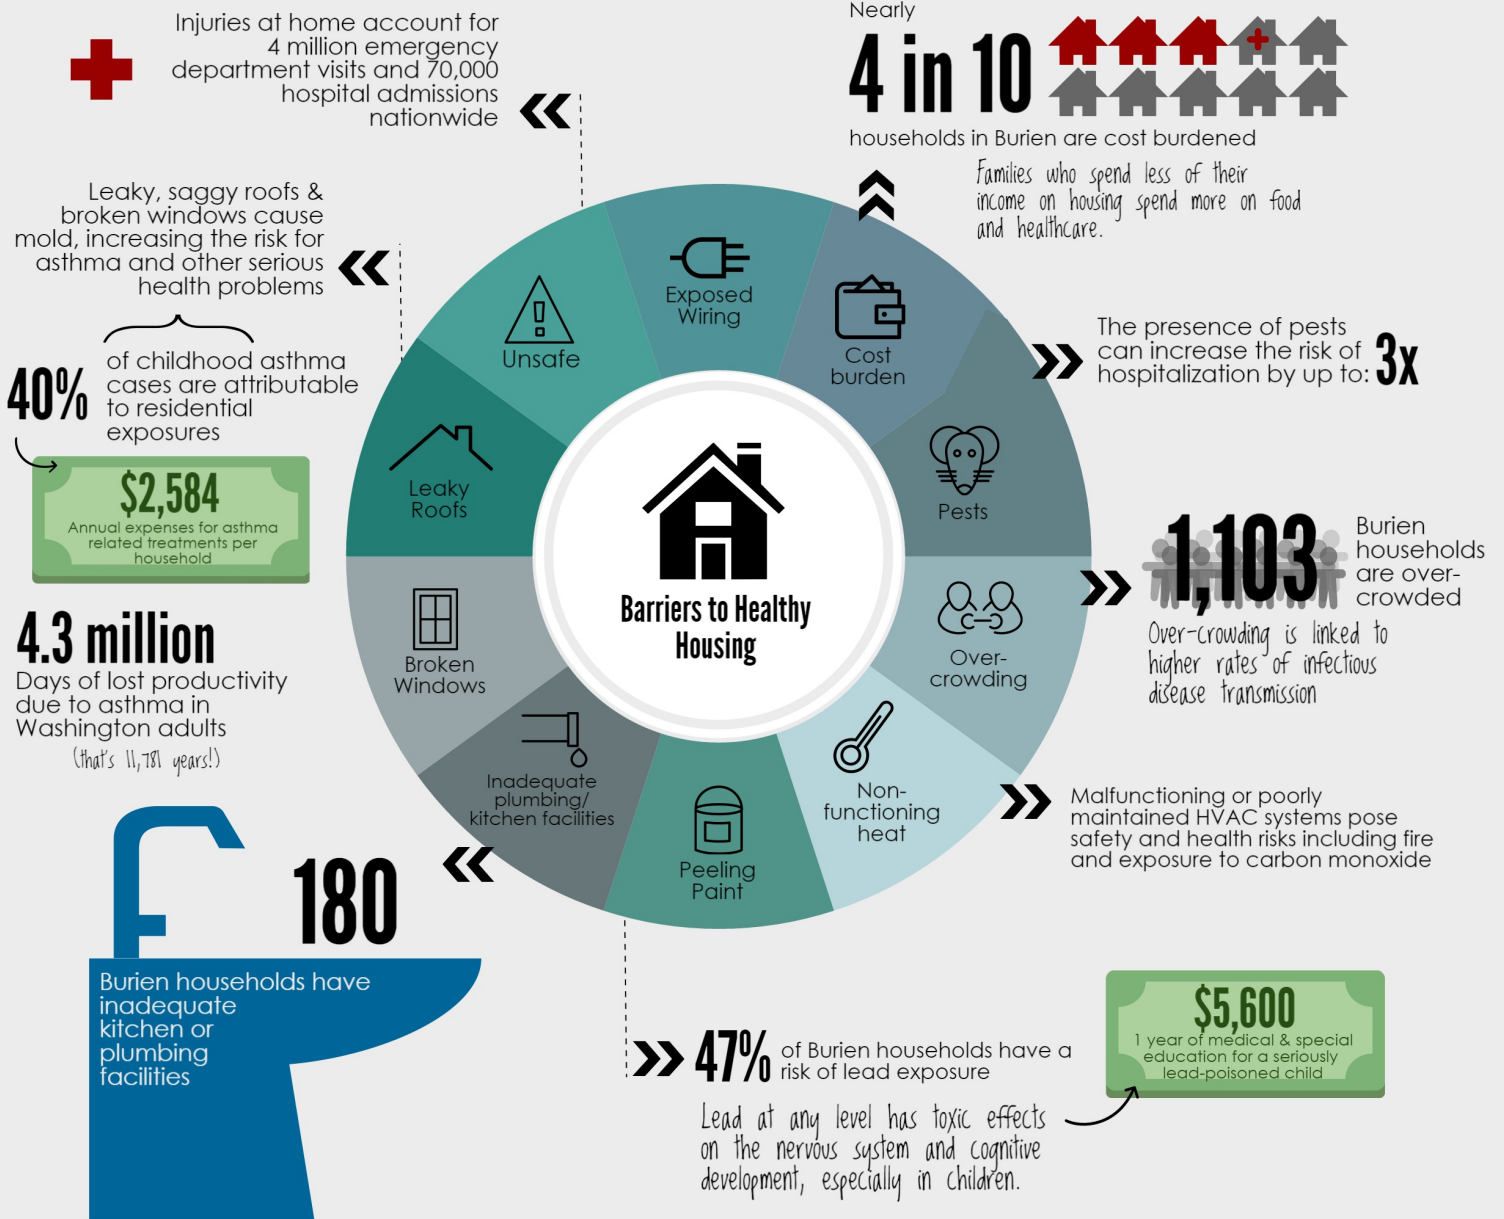 Injuries at home account for
4 million emergency
department visits and 70,000
hospital admissions
nationwide
Nearly
4 in 10
households in Burien are cost burdened
Families who spend less of their
income on housing spend more on food
and healthcare.
Leaky, saggy roofs &
broken windows cause
mold, increasing the risk for
asthma and other serious
health problems
40%
of childhood asthma
cases are attributable
to residential
exposures
$2,584
Annual expenses for asthma
related treatments per
household
4.3 million
Days of lost productivity
due to asthma in
Washington adults
(that's 11,781 years!)
Exposed
Wiring
Cost
burden
Unsafe
Leaky
Roofs
Pests
Barriers to Healthy
Housing
Broken
Windows
Over-
crowding
Inadequate
plumbing/
kitchen facilities
Non-
functioning
heat
Peeling
Paint
The presence of pests
can increase the risk of
hospitalization by up to: 3x
1,103
Burien
households
are over-
crowded
Over-crowding is linked to
higher rates of infectious
disease transmission
Malfunctioning or poorly
maintained HVAC systems pose
safety and health risks including fire
and exposure to carbon monoxide
180
Burien households have
inadequate
kitchen or
plumbing
facilities
47%
of Burien households have a
risk of lead exposure
Lead at any level has toxic effects
on the nervous system and cognitive
development, especially in children.
$5,600
1 year of medical & special
education for a seriously
lead-poisoned child